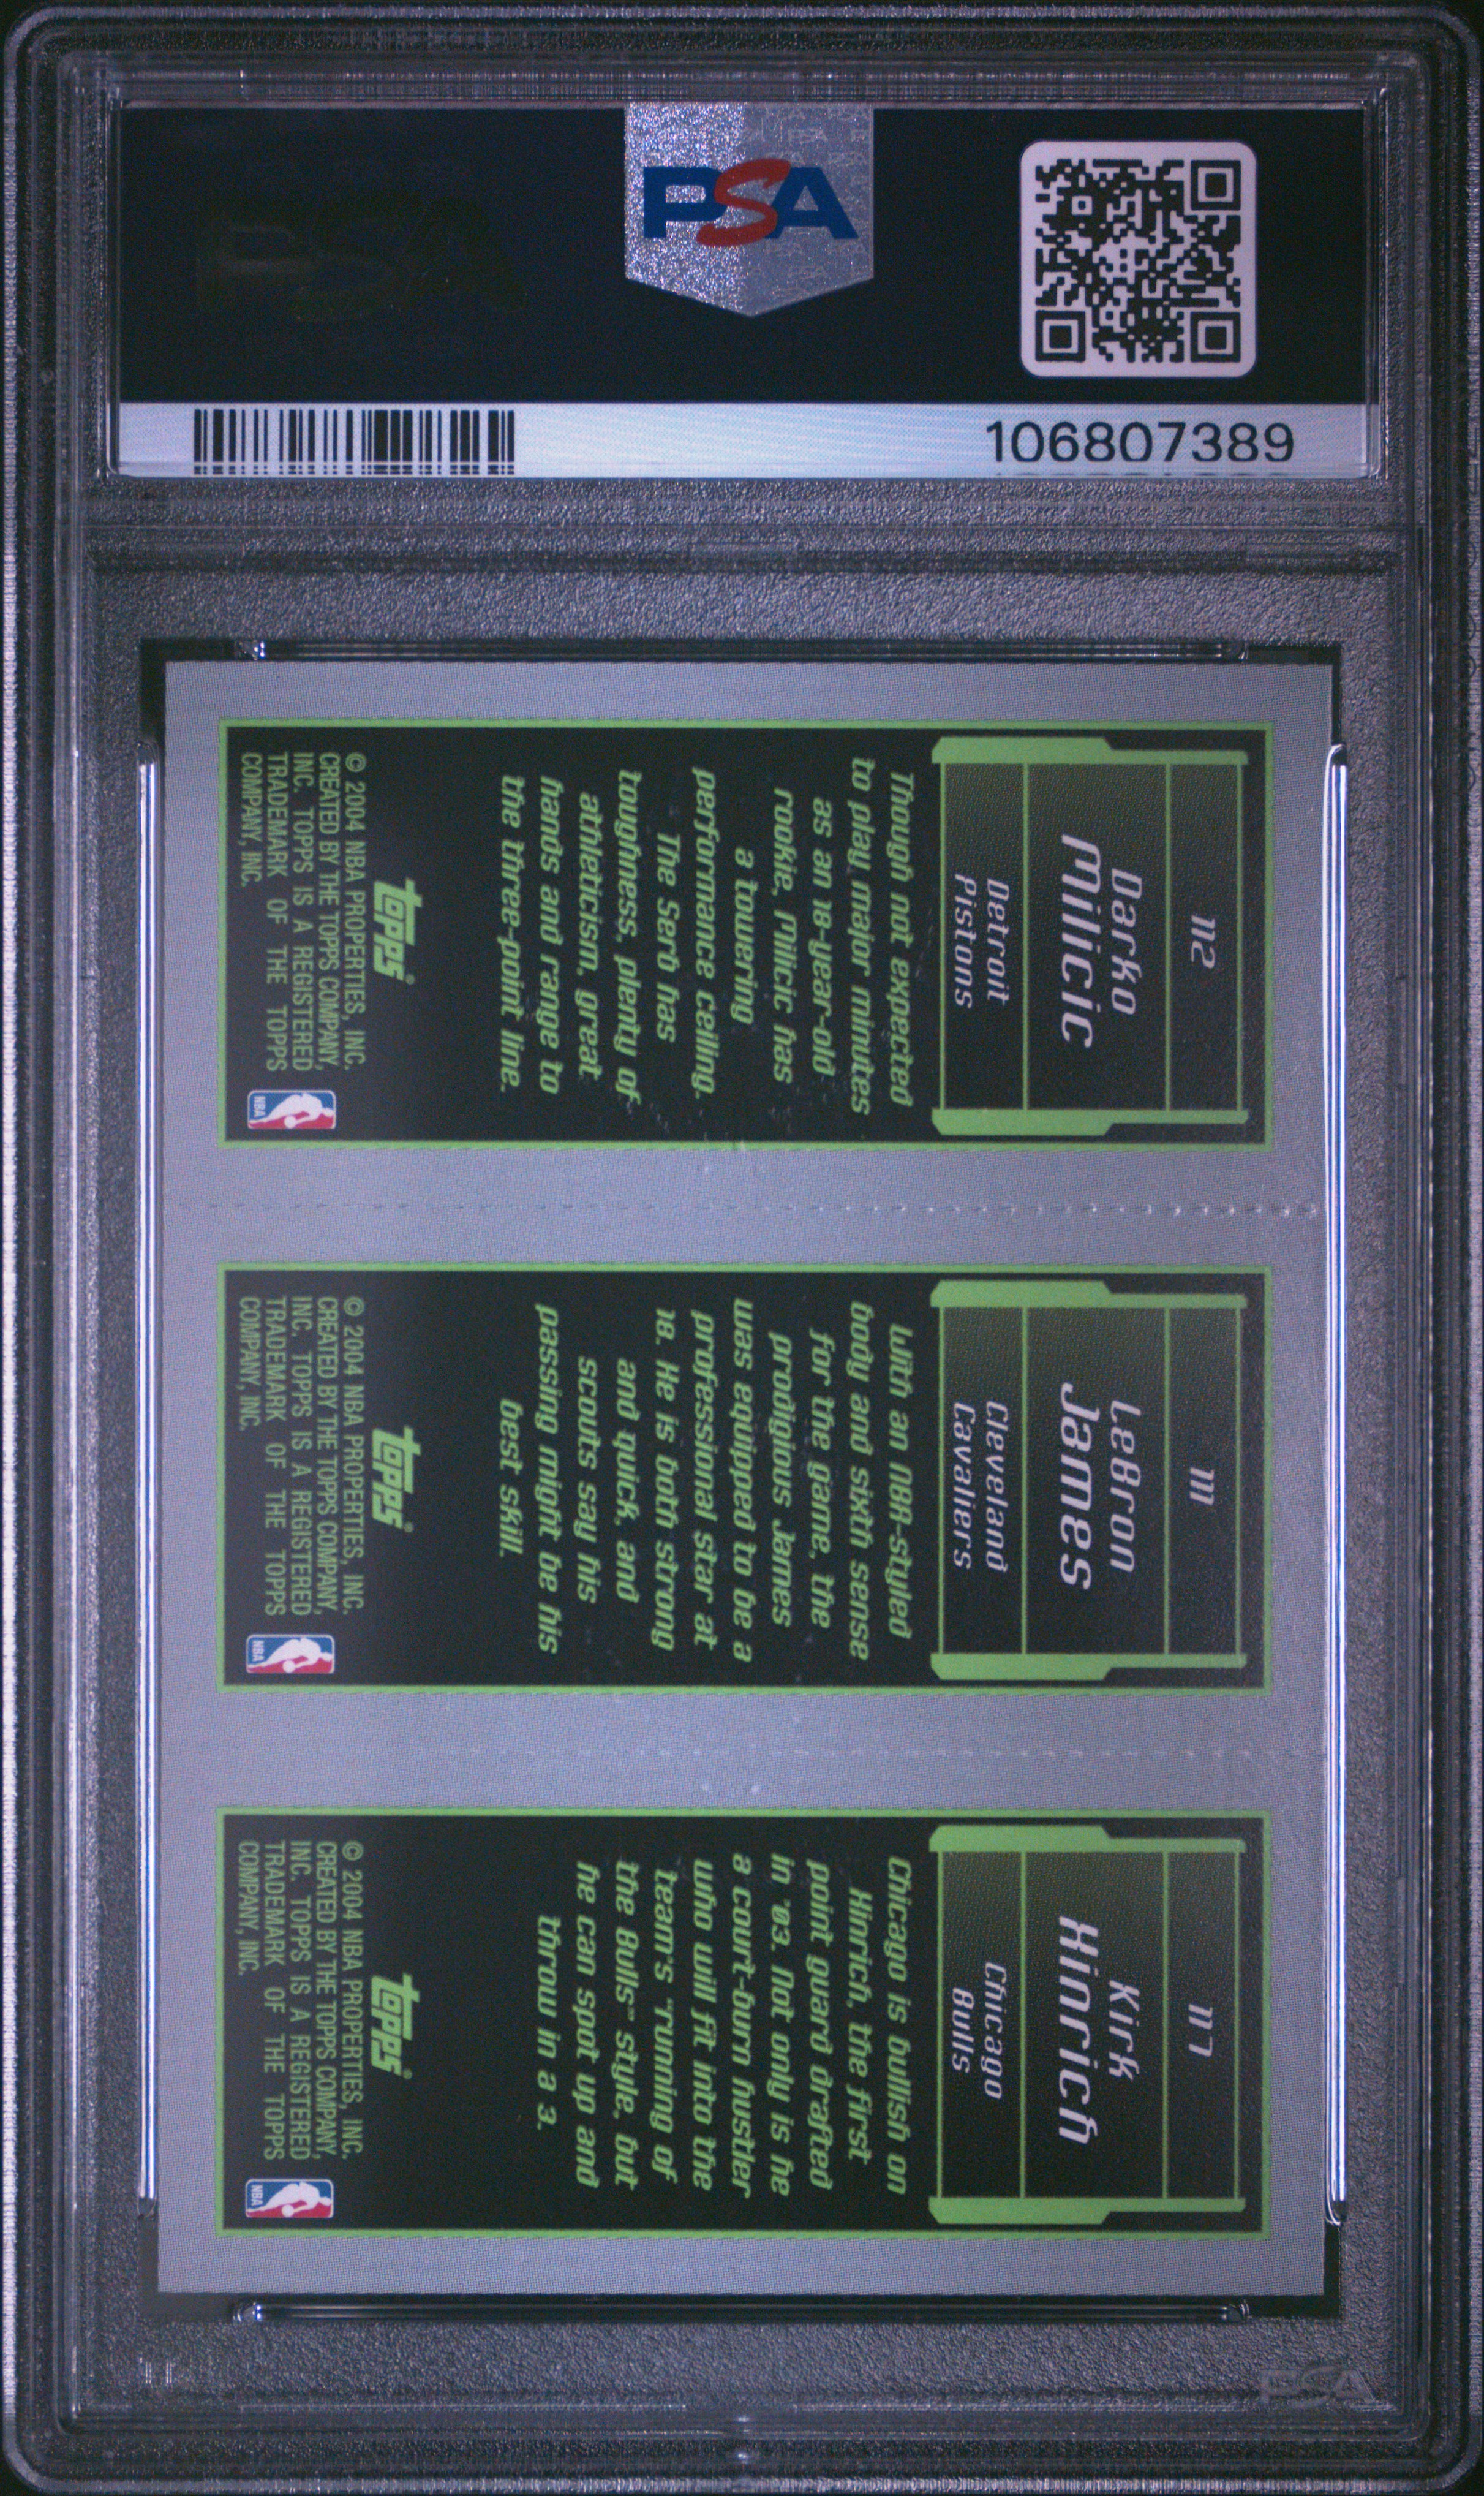 PSA
106807389
112
Darko
Milicic
Detroit
Pistons
Though not expected
to play major minutes
as an 18-year-old
rookie, Milicic has
a towering
performance ceiling.
The Serb has
toughness, plenty of
athleticism, great
hands and range to
the three-point line.
topps
© 2004 NBA PROPERTIES, INC.
CREATED BY THE TOPPS COMPANY,
INC. TOPPS IS A REGISTERED
TRADEMARK OF THE TOPPS
COMPANY, INC.
NBA
111
LeBron
James
Cleveland
Cavaliers
With an NBA-styled
body and sixth sense
for the game, the
prodigious James
was equipped to be a
professional star at
18. He is both strong
and quick, and
scouts say his
passing might be his
best skill.
topps
© 2004 NBA PROPERTIES, INC.
CREATED BY THE TOPPS COMPANY,
INC. TOPPS IS A REGISTERED
TRADEMARK OF THE TOPPS
COMPANY, INC.
NBA
117
Kirk
Hinrich
Chicago
Bulls
Chicago is bullish on
Hinrich, the first
point guard drafted
in '03. Not only is he
a court-burn hustler
who will fit into the
team's "running of
the Bulls" style, but
he can spot up and
throw in a 3.
topps
© 2004 NBA PROPERTIES, INC.
CREATED BY THE TOPPS COMPANY,
INC. TOPPS IS A REGISTERED
TRADEMARK OF THE TOPPS
COMPANY, INC.
NBA
PSA